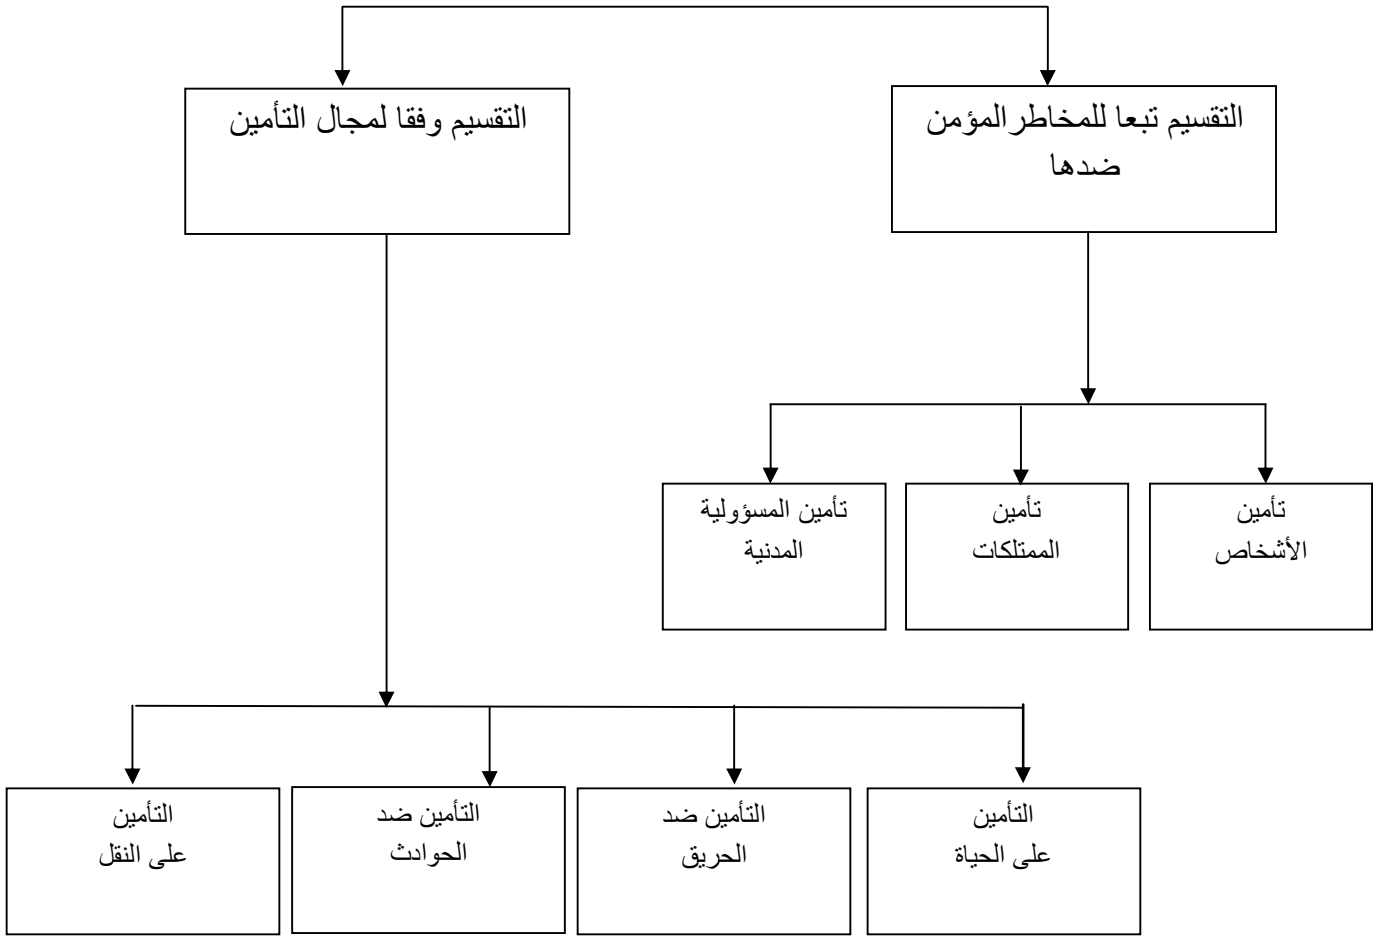 التقسيم تبعا للمخاطر المؤمن
ضدها
التقسيم وفقا لمجال التأمين
تأمين
الأشخاص
تأمين
الممتلكات
تأمين المسؤولية
المدنية
التأمين
على الحياة
التأمين ضد
الحريق
التأمين ضد
الحوادث
التأمين
على النقل